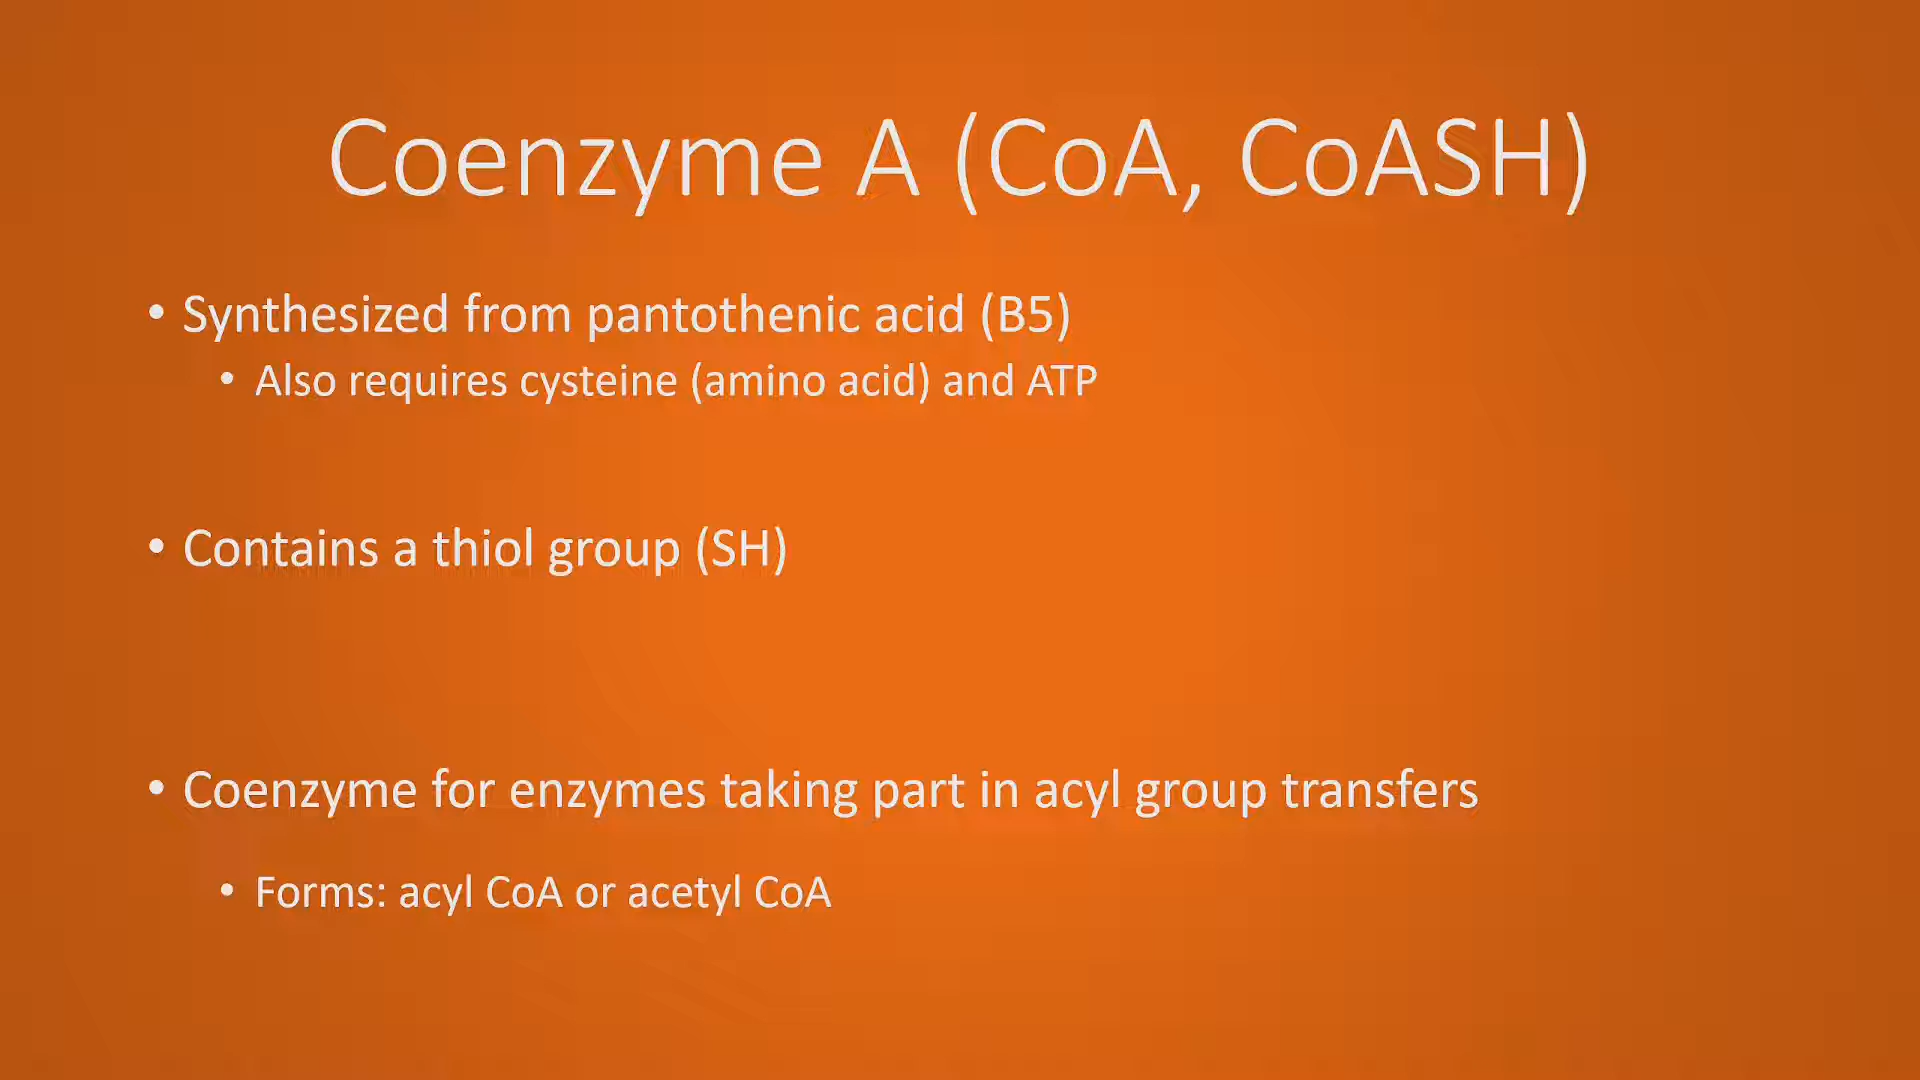 Coenzyme A (CoA, CoASH)
• Synthesized from pantothenic acid (B5)
• Also requires cysteine (amino acid) and ATP
• Contains a thiol group (SH)
• Coenzyme for enzymes taking part in acyl group transfers
• Forms: acyl CoA or acetyl CoA